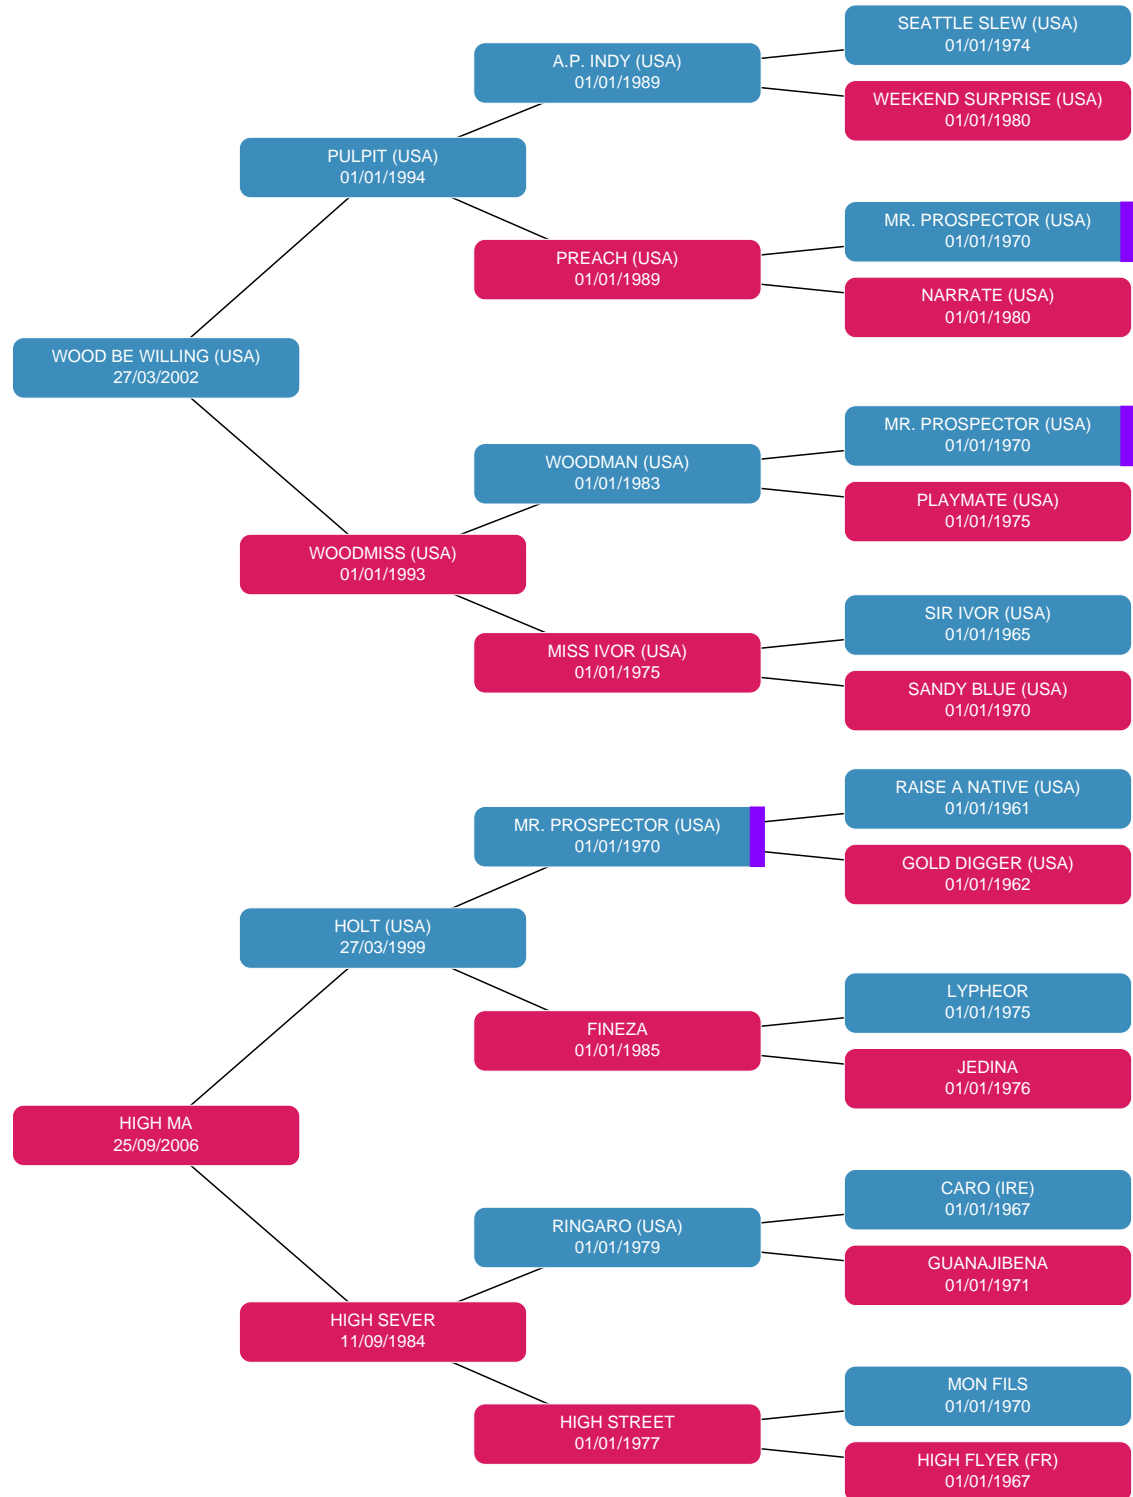 SEATTLE SLEW (USA)
01/01/1974
A.P. INDY (USA)
01/01/1989
WEEKEND SURPRISE (USA)
01/01/1980
PULPIT (USA)
01/01/1994
MR. PROSPECTOR (USA)
01/01/1970
PREACH (USA)
01/01/1989
NARRATE (USA)
01/01/1980
WOOD BE WILLING (USA)
27/03/2002
MR. PROSPECTOR (USA)
01/01/1970
WOODMAN (USA)
01/01/1983
PLAYMATE (USA)
01/01/1975
WOODMISS (USA)
01/01/1993
SIR IVOR (USA)
01/01/1965
MISS IVOR (USA)
01/01/1975
SANDY BLUE (USA)
01/01/1970
RAISE A NATIVE (USA)
01/01/1961
MR. PROSPECTOR (USA)
01/01/1970
GOLD DIGGER (USA)
01/01/1962
HOLT (USA)
27/03/1999
LYPHEOR
01/01/1975
FINEZA
01/01/1985
JEDINA
01/01/1976
HIGH MA
25/09/2006
CARO (IRE)
01/01/1967
RINGARO (USA)
01/01/1979
GUANAJIBENA
01/01/1971
HIGH SEVER
11/09/1984
MON FILS
01/01/1970
HIGH STREET
01/01/1977
HIGH FLYER (FR)
01/01/1967